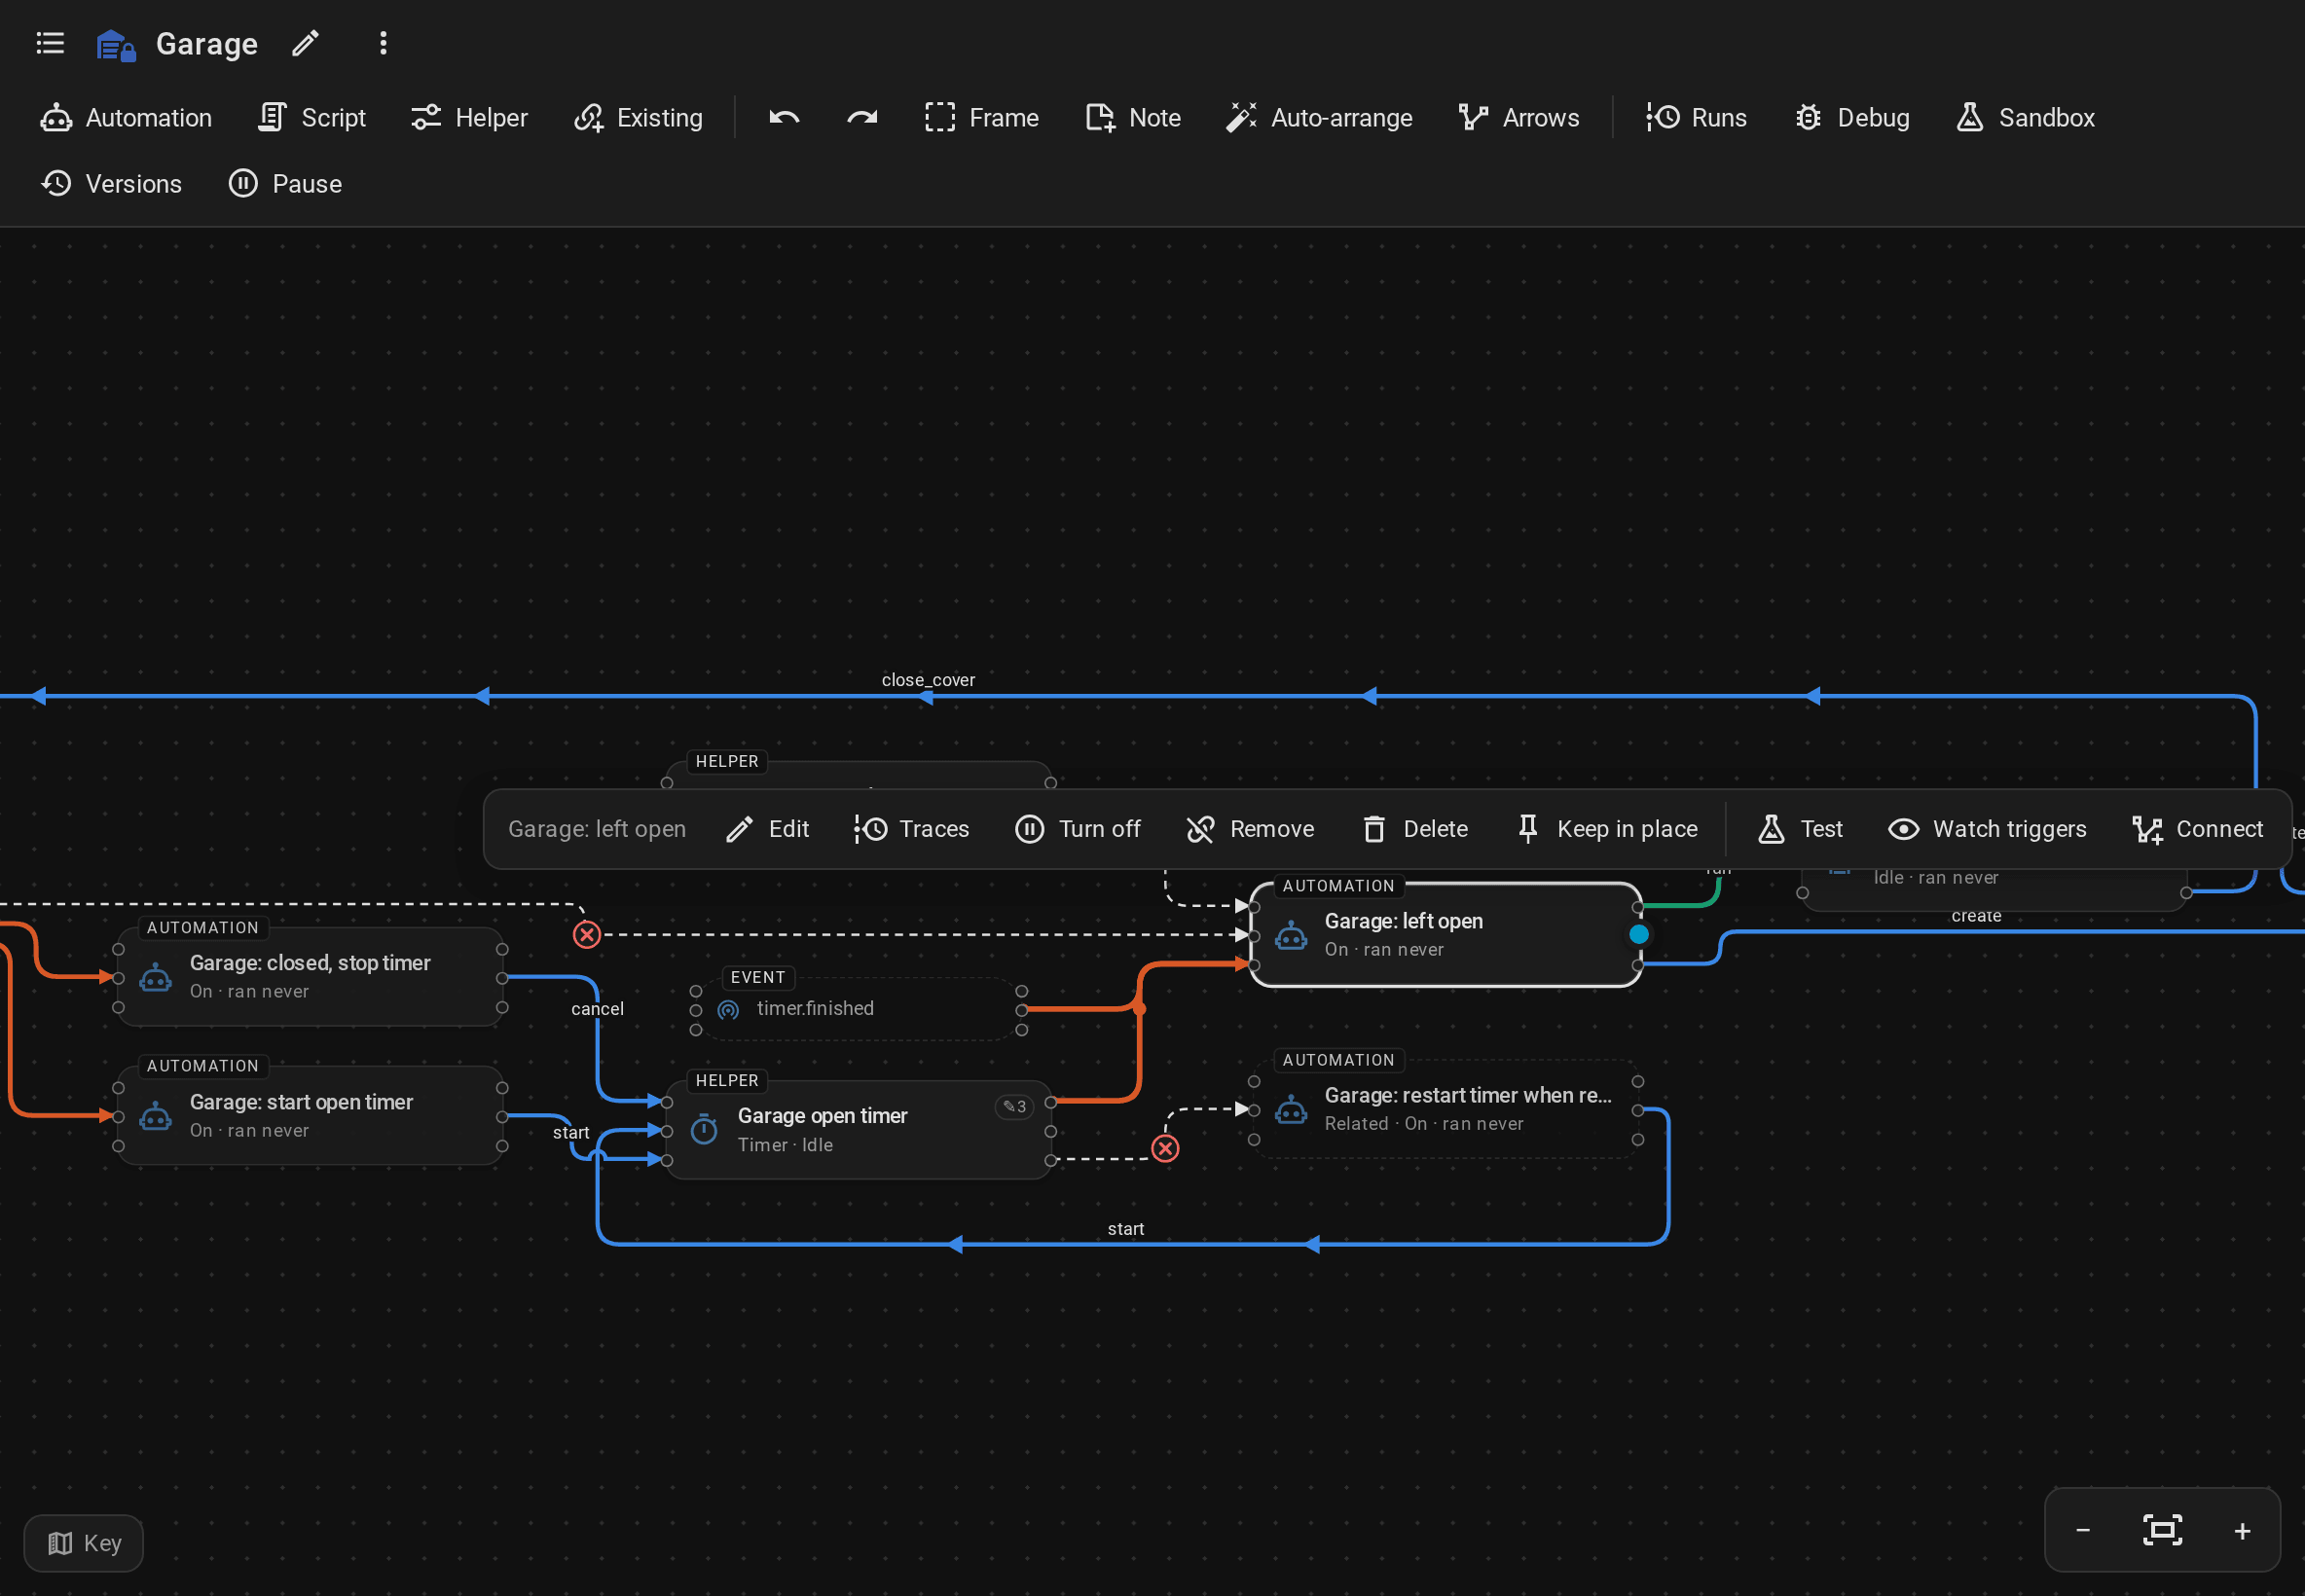 Garage
Automation
Script
Helper
Existing
Frame
Note
Auto-arrange
Arrows
Runs
Debug
Sandbox
Versions
Pause
close_cover
HELPER
Garage: left open
Edit
Traces
Turn off
Remove
Delete
Keep in place
Test
Watch triggers
Connect
Idle · ran never
create
AUTOMATION
Garage: left open
On · ran never
AUTOMATION
Garage: closed, stop timer
On · ran never
cancel
EVENT
timer.finished
AUTOMATION
Garage: start open timer
On · ran never
start
HELPER
Garage open timer
Timer · Idle
3
AUTOMATION
Garage: restart timer when re...
Related · On · ran never
start
Key